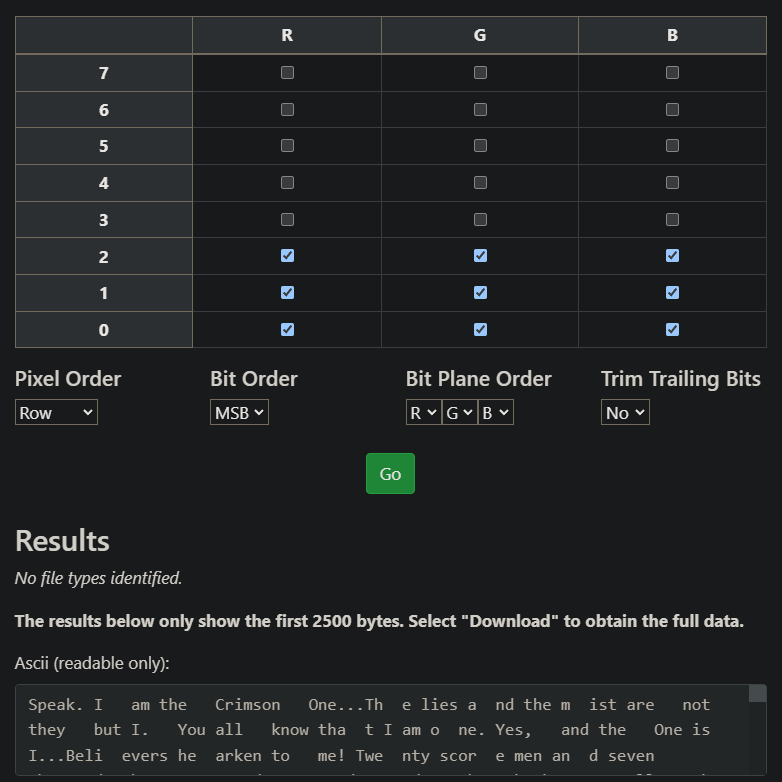 R G B
7
6
5
4
3
2
1
0
Pixel Order Bit Order Bit Plane Order Trim Trailing Bits
Row MSB R G B No
Go
Results
No file types identified.
The results below only show the first 2500 bytes. Select "Download" to obtain the full data.
Ascii (readable only):
Speak. I   am the   Crimson   One...Th  e lies a  nd the m  ist are   not
they   but I.   You all   know tha  t I am o  ne. Yes,   and the   One is
I...Beli  evers he  arken to   me! Twe  nty scor  e men an  d seven